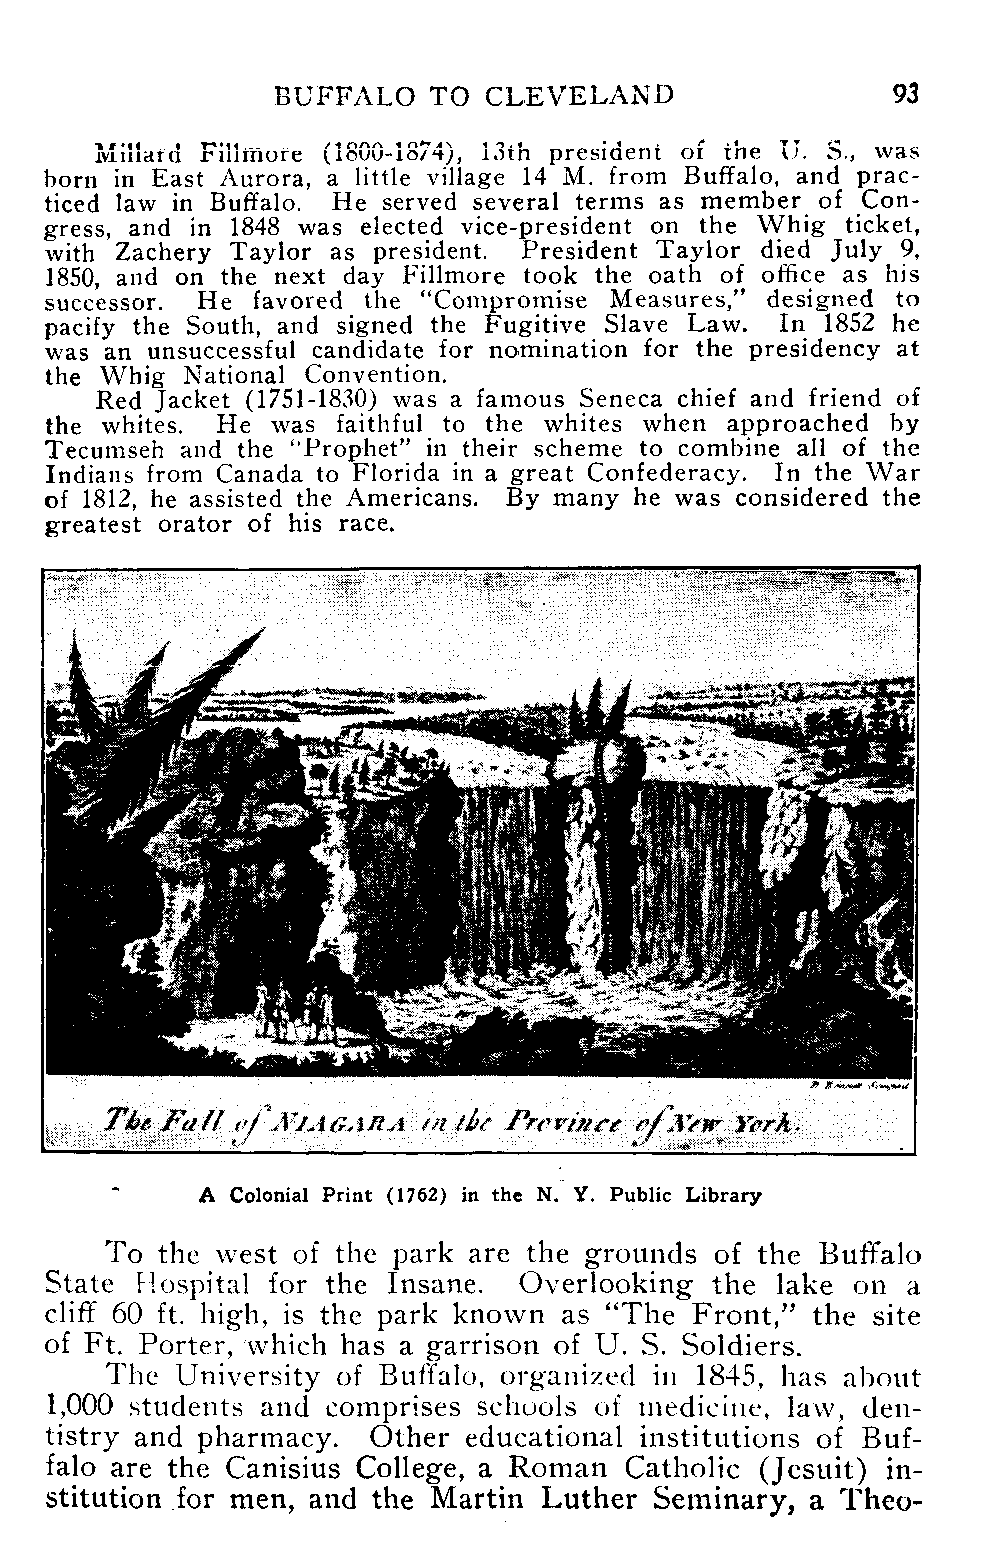 BUFFALO TO CLEVELAND 93
Millard Fillmore (1800-1874), 13th president of the U. S., was
born in East Aurora, a little village 14 M. from Buffalo, and prac-
ticed law in Buffalo. He served several terms as member of Con-
gress, and in 1848 was elected vice-president on the Whig ticket,
with Zachery Taylor as president. President Taylor died July 9,
1850, and on the next day Fillmore took the oath of office as his
successor. He favored the “Compromise Measures,” designed to
pacify the South, and signed the Fugitive Slave Law. In 1852 he
was an unsuccessful candidate for nomination for the presidency at
the Whig National Convention.
Red Jacket (1751-1830) was a famous Seneca chief and friend of
the whites. He was faithful to the whites when approached by
Tecumseh and the “Prophet” in their scheme to combine all of the
Indians from Canada to Florida in a great Confederacy. In the War
of 1812, he assisted the Americans. By many he was considered the
greatest orator of his race.
The Fall of NIAGARA in the Province of New York.
A Colonial Print (1762) in the N. Y. Public Library
To the west of the park are the grounds of the Buffalo
State Hospital for the Insane. Overlooking the lake on a
cliff 60 ft. high, is the park known as “The Front,” the site
of Ft. Porter, which has a garrison of U. S. Soldiers.
The University of Buffalo, organized in 1845, has about
1,000 students and comprises schools of medicine, law, den-
tistry and pharmacy. Other educational institutions of Buf-
falo are the Canisius College, a Roman Catholic (Jesuit) in-
stitution for men, and the Martin Luther Seminary, a Theo-